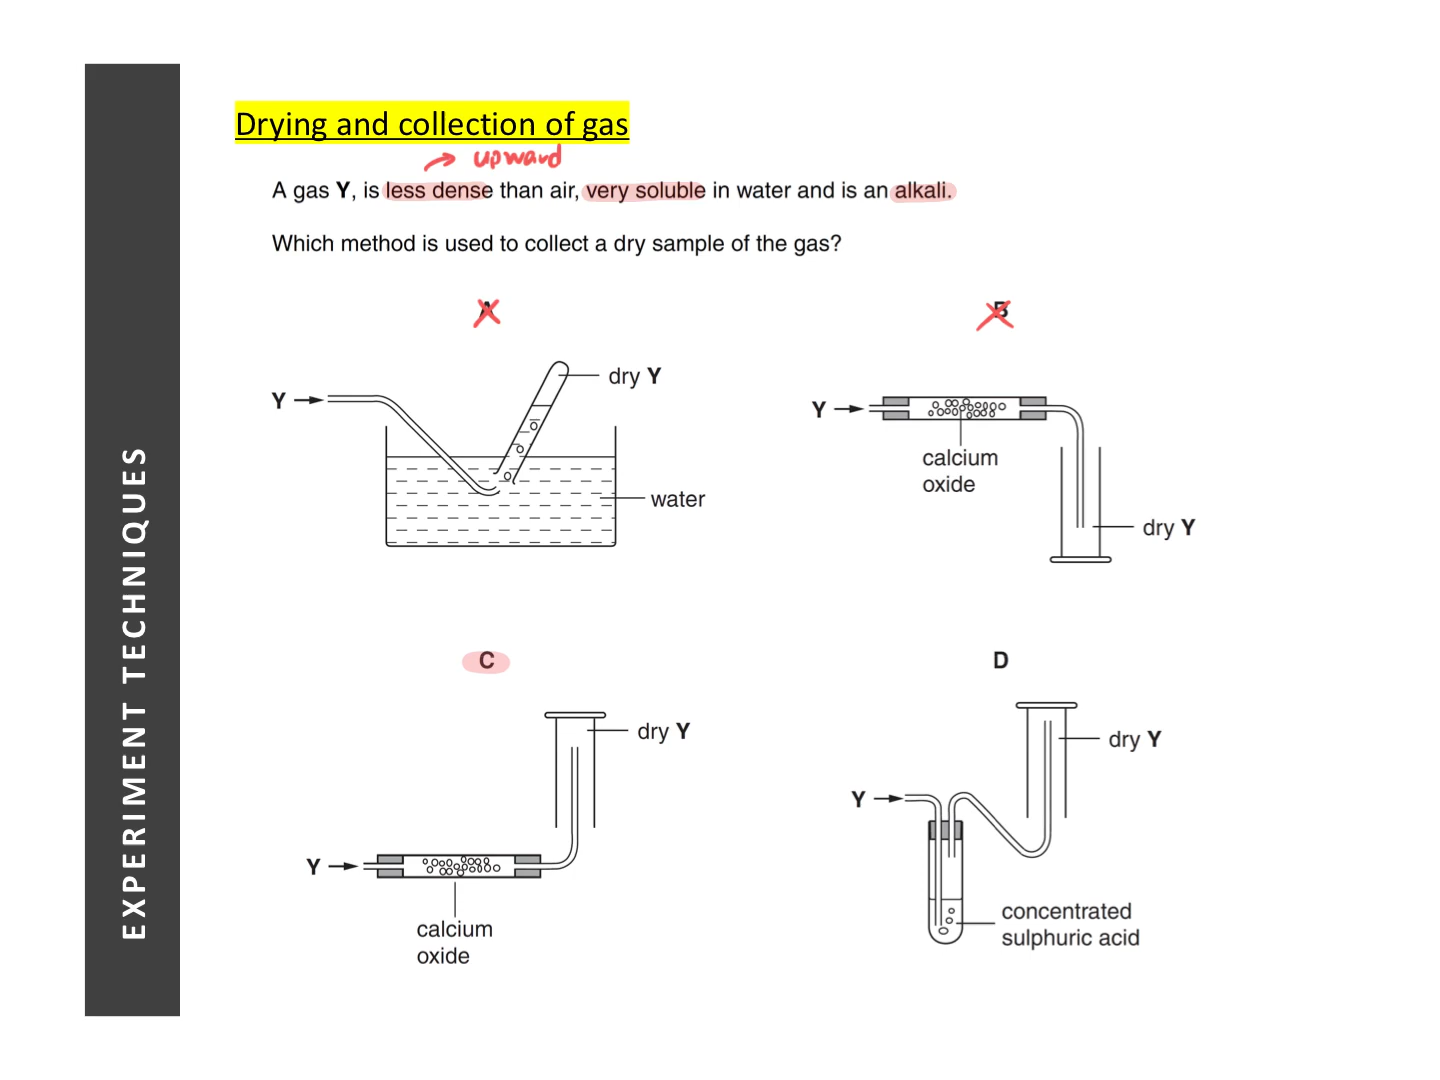 EXPERIMENT TECHNIQUES
Drying and collection of gas
upward
A gas Y, is less dense than air, very soluble in water and is an alkali.
Which method is used to collect a dry sample of the gas?
A
B
dry Y
Y
water
Y
calcium
oxide
dry Y
C
D
dry Y
Y
calcium
oxide
dry Y
Y
concentrated
sulphuric acid